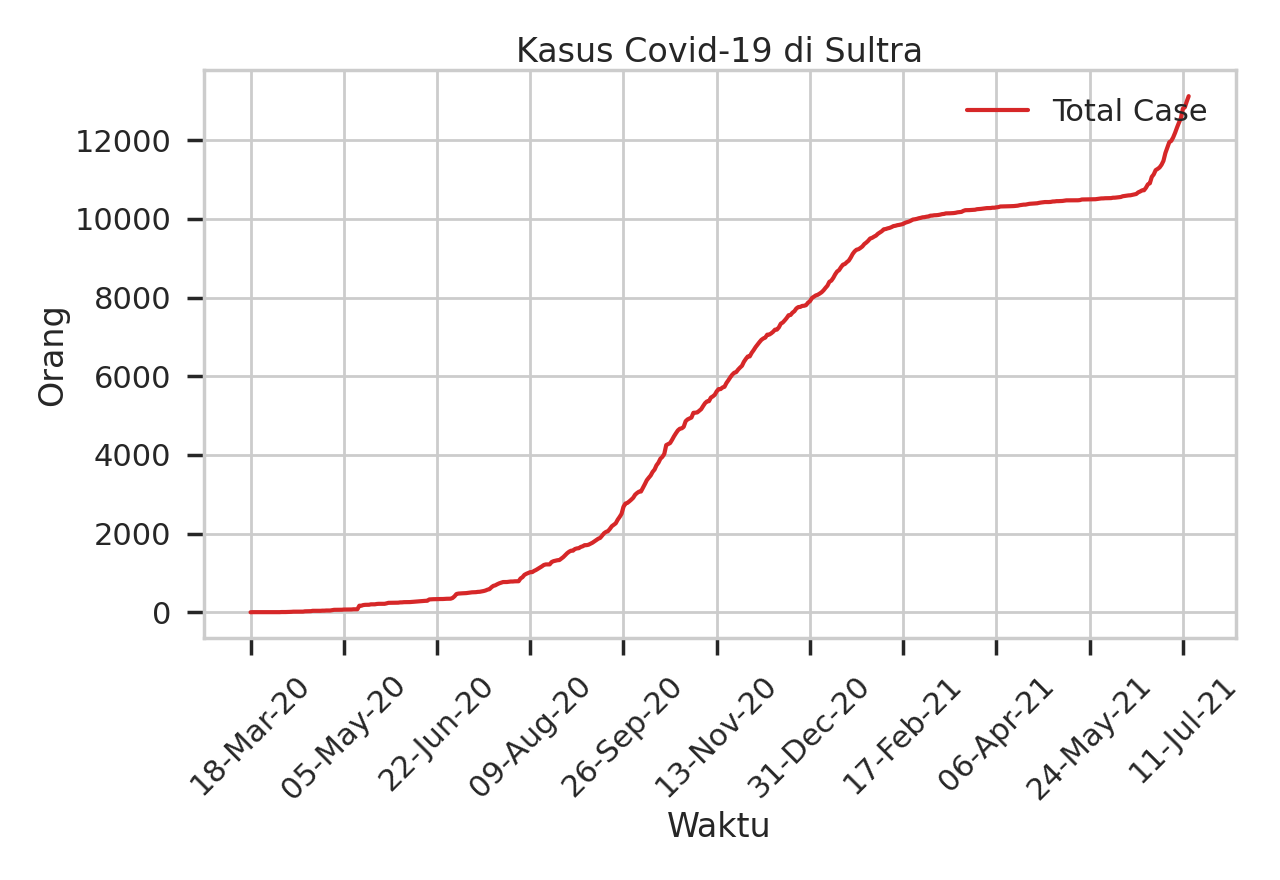 Kasus Covid-19 di Sultra
Total Case
12000
10000
8000
6000
4000
2000
0
Orang
18-Mar-20
05-May-20
22-Jun-20
09-Aug-20
26-Sep-20
13-Nov-20
31-Dec-20
17-Feb-21
06-Apr-21
24-May-21
11-Jul-21
Waktu